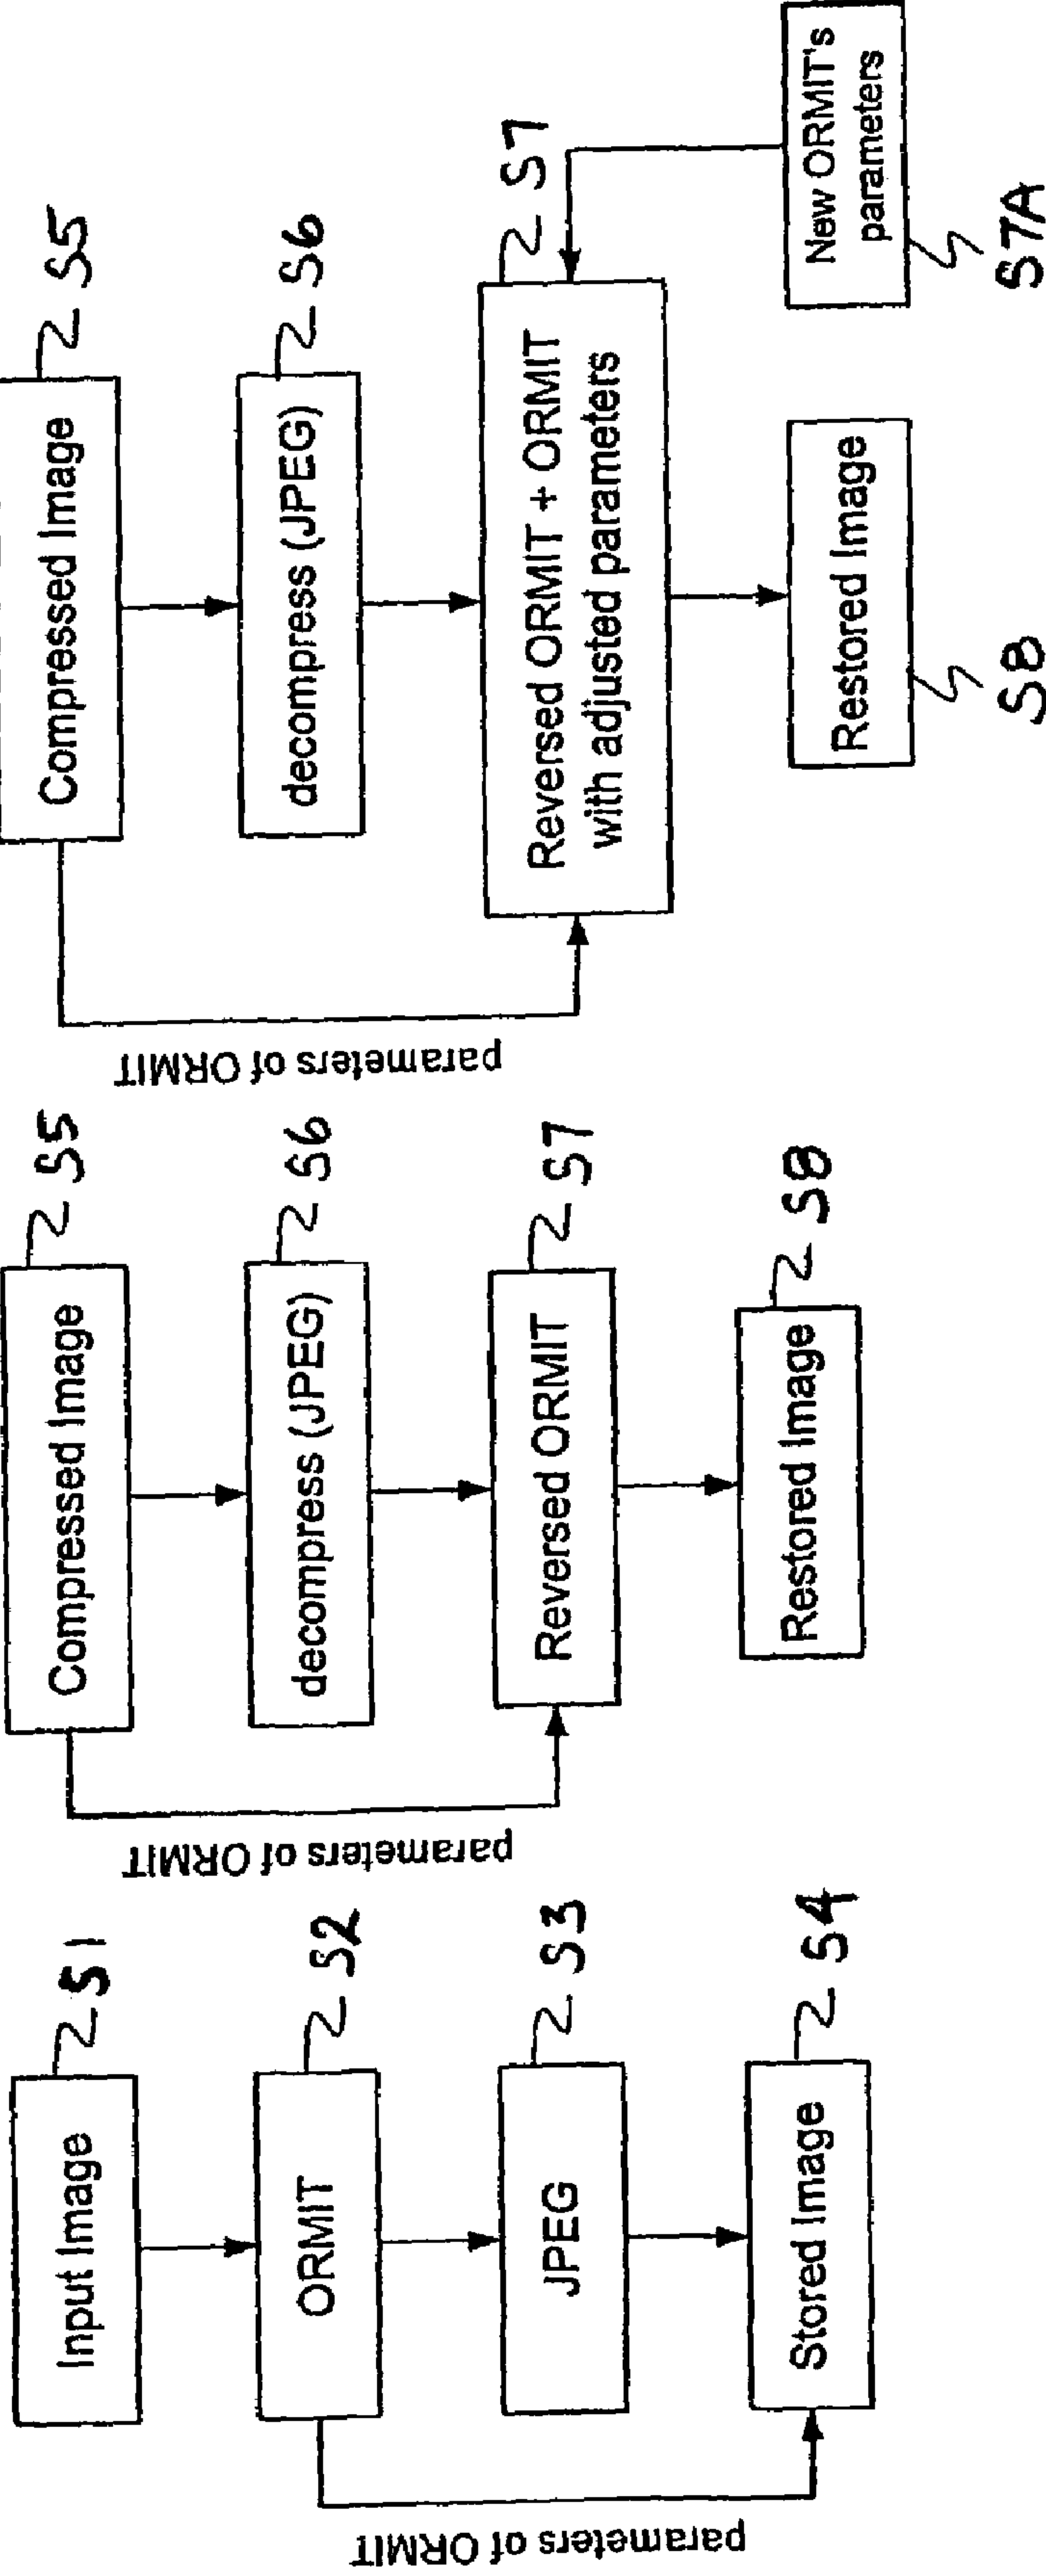 Input Image
S1
ORMIT
S2
JPEG
S3
Stored Image
S4
parameters of ORMIT
Compressed Image
S5
decompress (JPEG)
S6
Reversed ORMIT
S7
Restored Image
S8
parameters of ORMIT
Compressed Image
S5
decompress (JPEG)
S6
Reversed ORMIT + ORMIT
with adjusted parameters
S7
New ORMIT's
parameters
S7A
Restored Image
S8
parameters of ORMIT